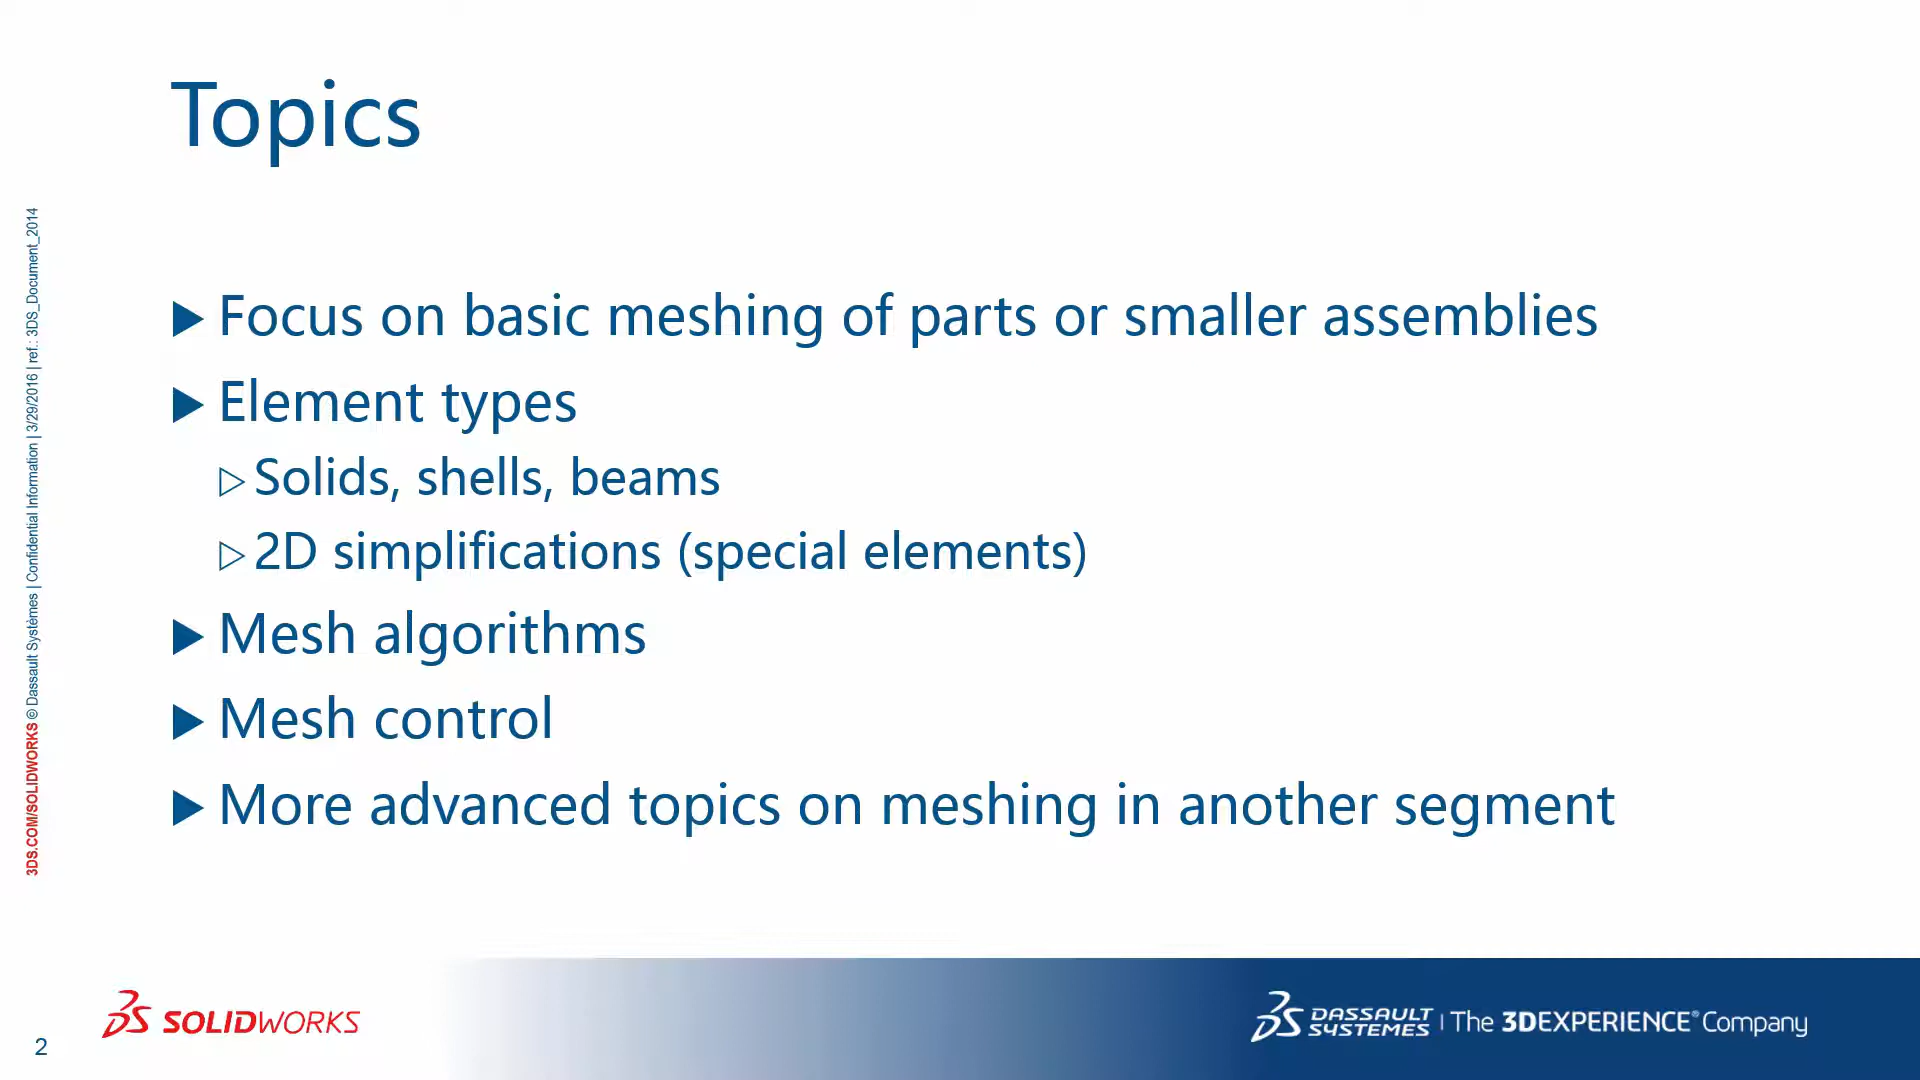 Topics
Focus on basic meshing of parts or smaller assemblies
Element types
Solids, shells, beams
2D simplifications (special elements)
Mesh algorithms
Mesh control
More advanced topics on meshing in another segment
3DS.COM/SOLIDWORKS © Dassault Systèmes | Confidential Information | 3/29/2016 | ref.: 3DS_Document_2014
2
SOLIDWORKS
DASSAULT SYSTEMES | The 3DEXPERIENCE® Company